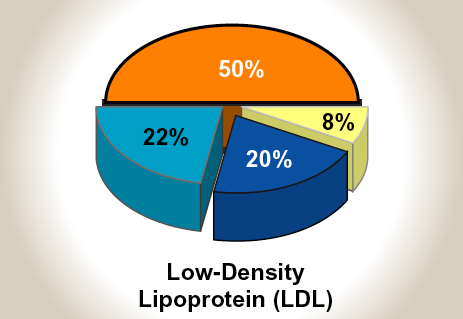 50%
8%
22%
20%
Low-Density
Lipoprotein (LDL)